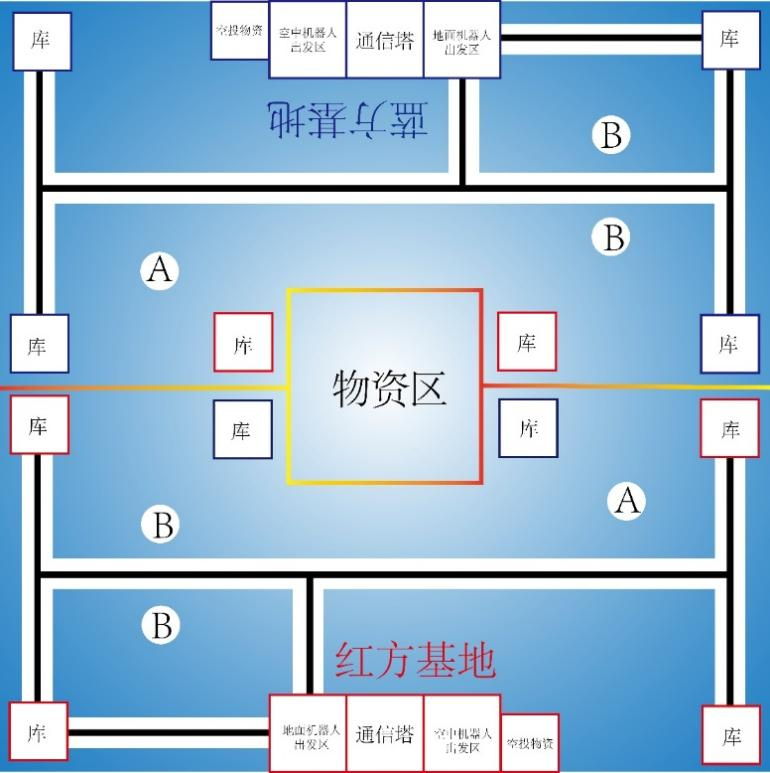 库
空投物资
空中机器人
出发区
通信塔
地面机器人
出发区
库
蓝方基地
B
B
A
库
库
库
库
物资区
库
库
库
库
A
B
B
红方基地
库
地面机器人
出发区
通信塔
空中机器人
出发区
空投物资
库